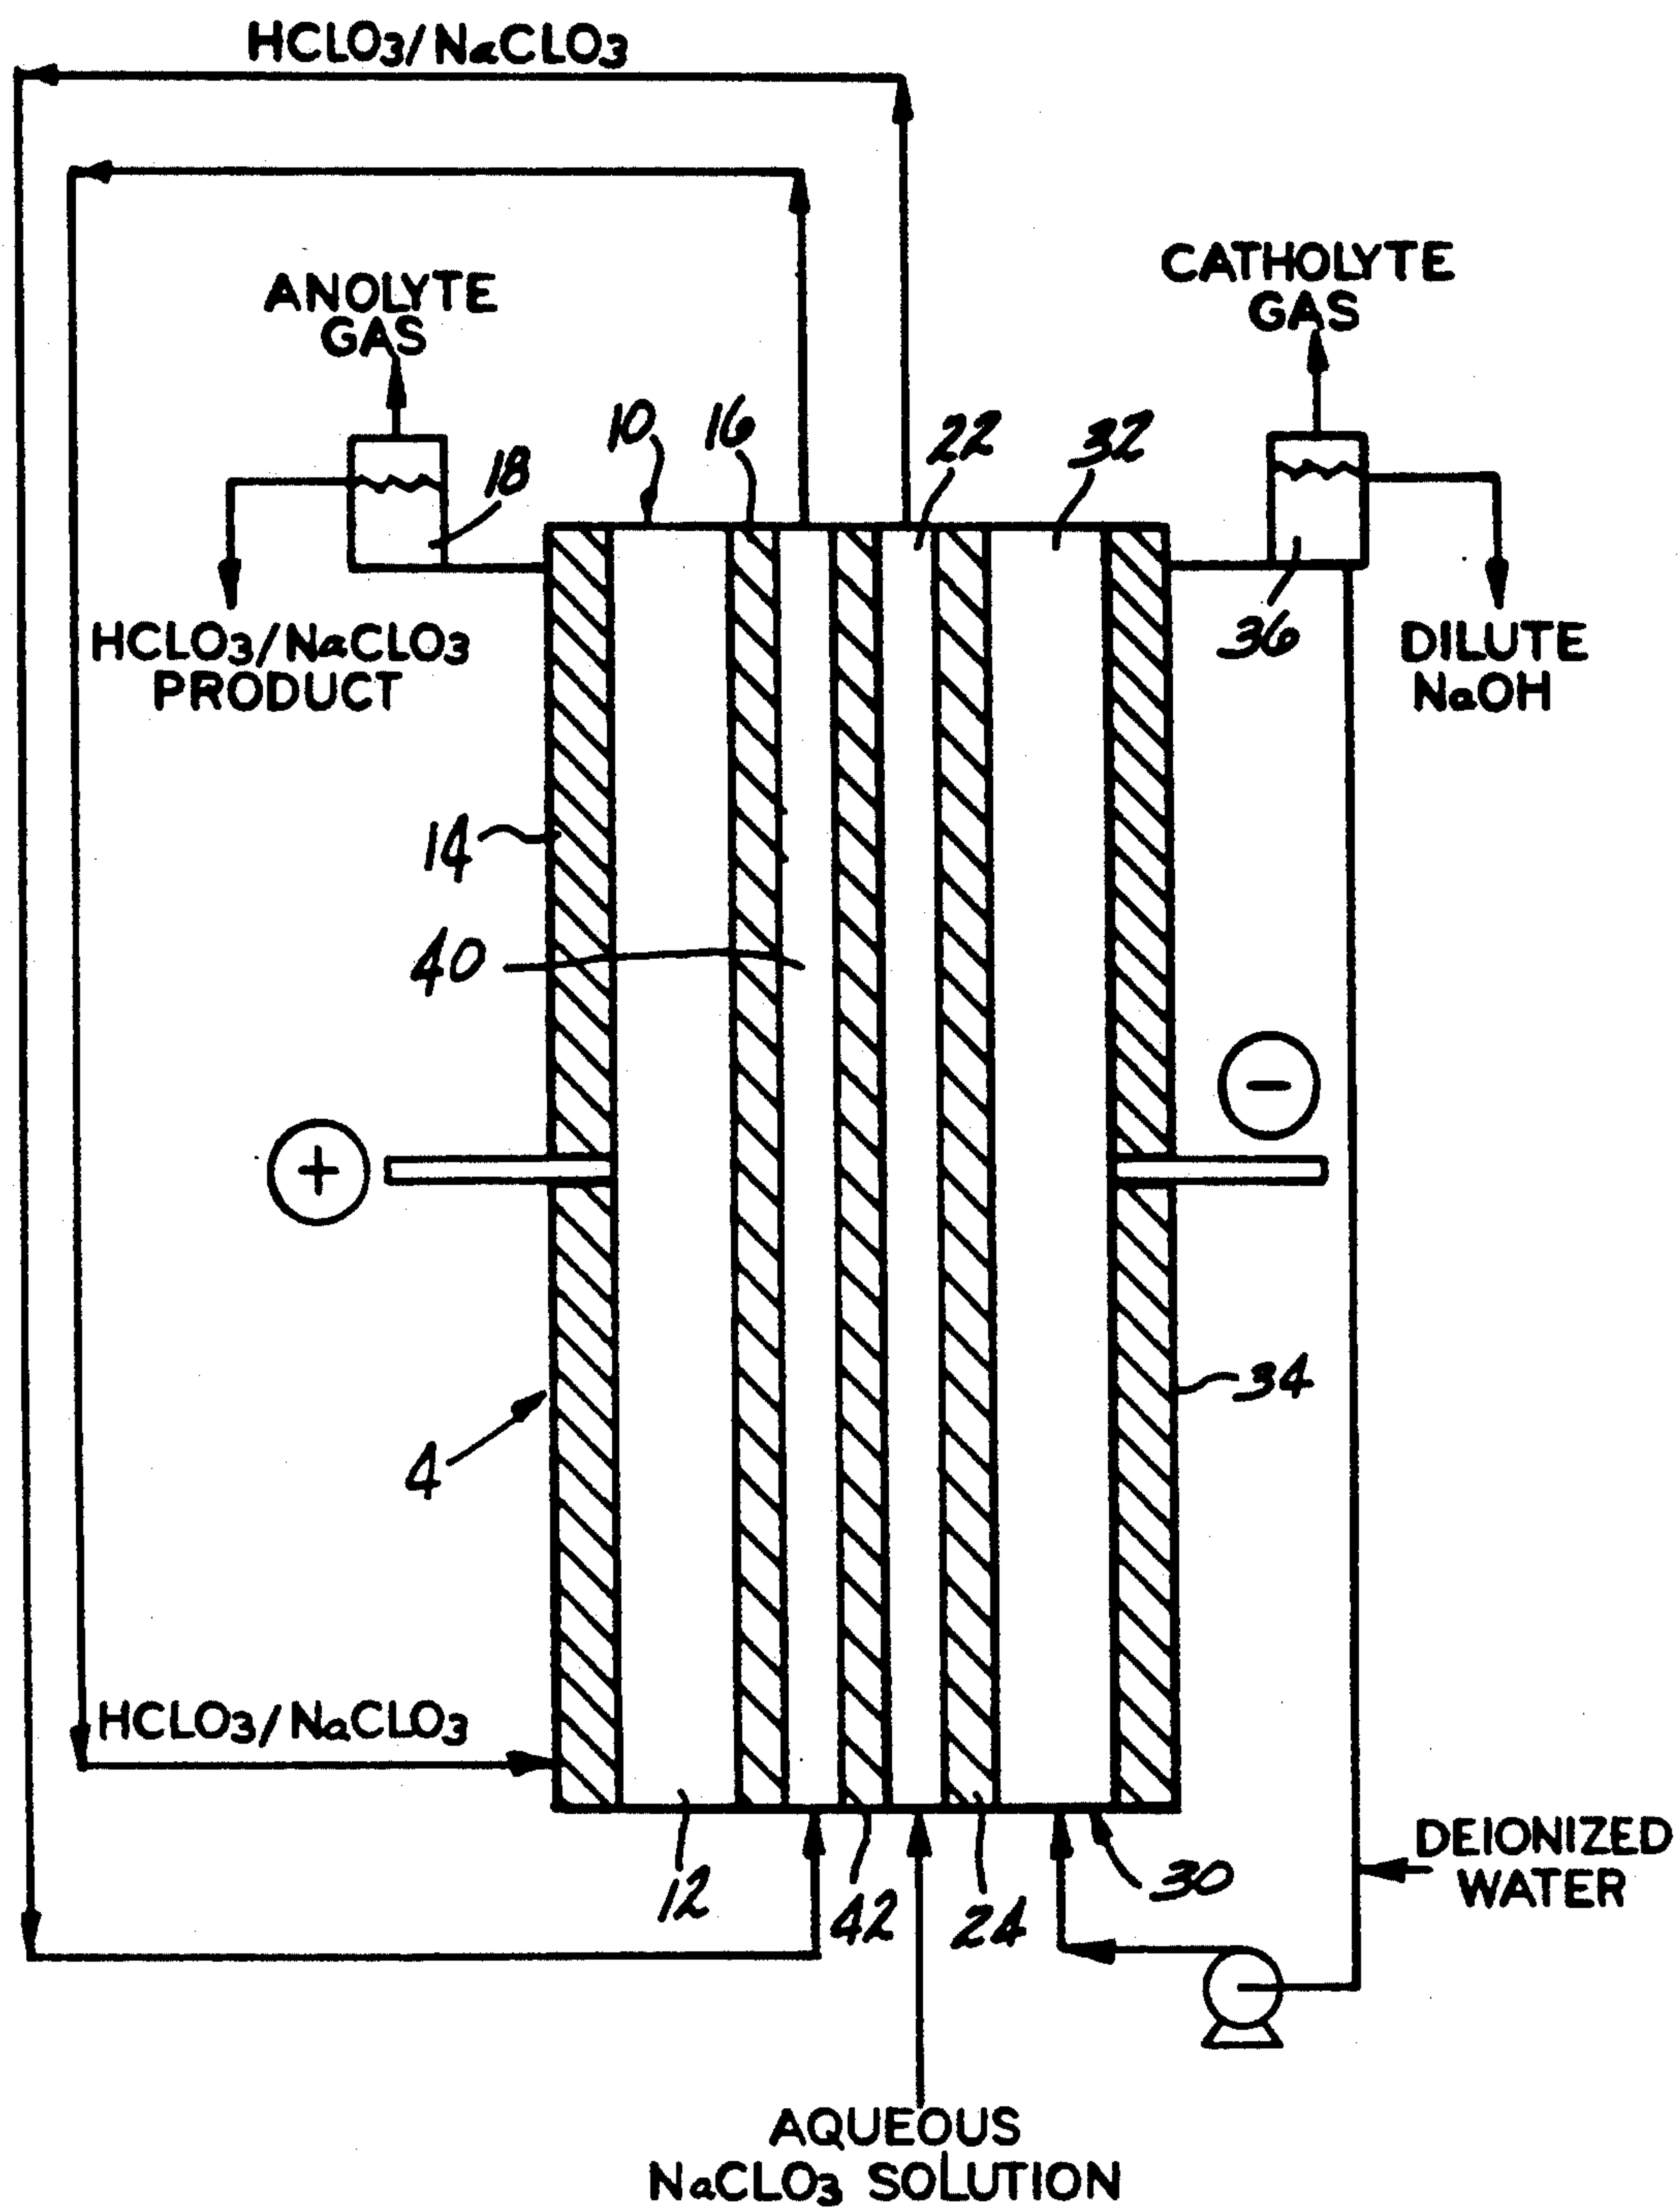 HCLO3/NaCLO3
CATHOLYTE
GAS
ANOLYTE
GAS
10
16
22
32
18
HCLO3/NaCLO3
PRODUCT
36
DILUTE
NaOH
14
40
−
+
34
4
HCLO3/NaCLO3
12
42
24
30
DEIONIZED
WATER
AQUEOUS
NaCLO3 SOLUTION